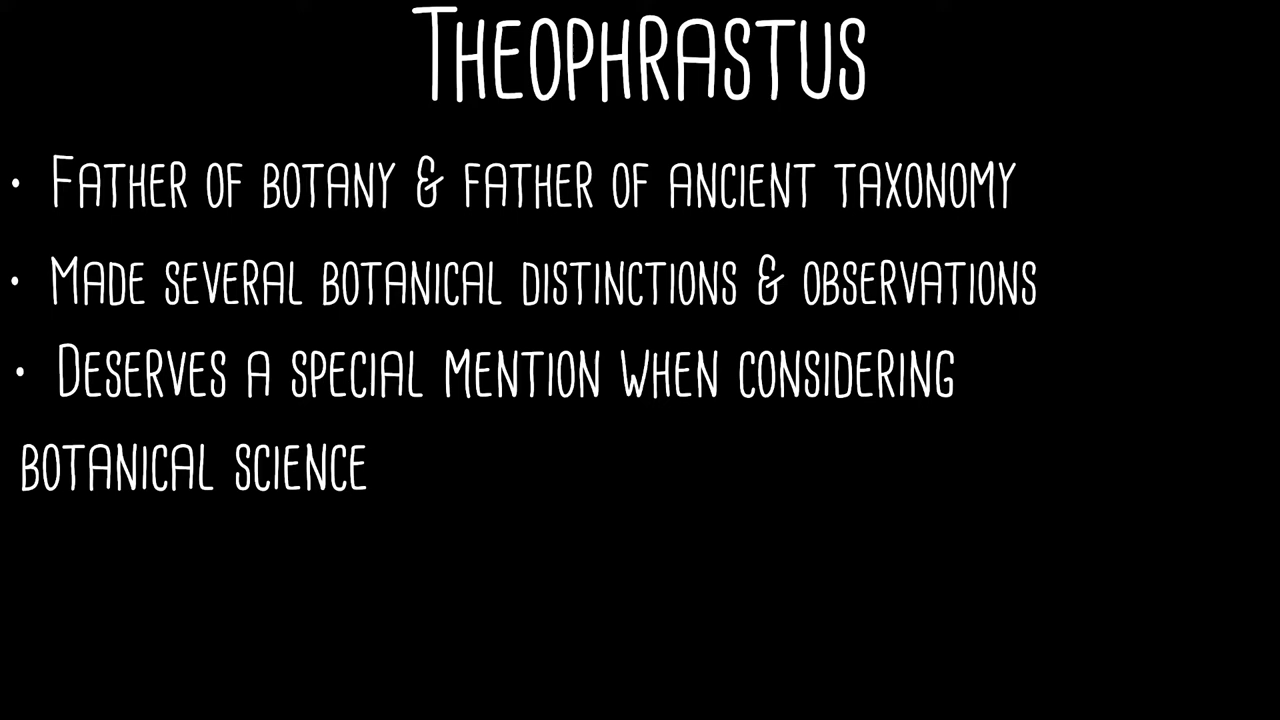 Theophrastus
• Father of botany & father of ancient taxonomy
• Made several botanical distinctions & observations
• Deserves a special mention when considering
botanical science